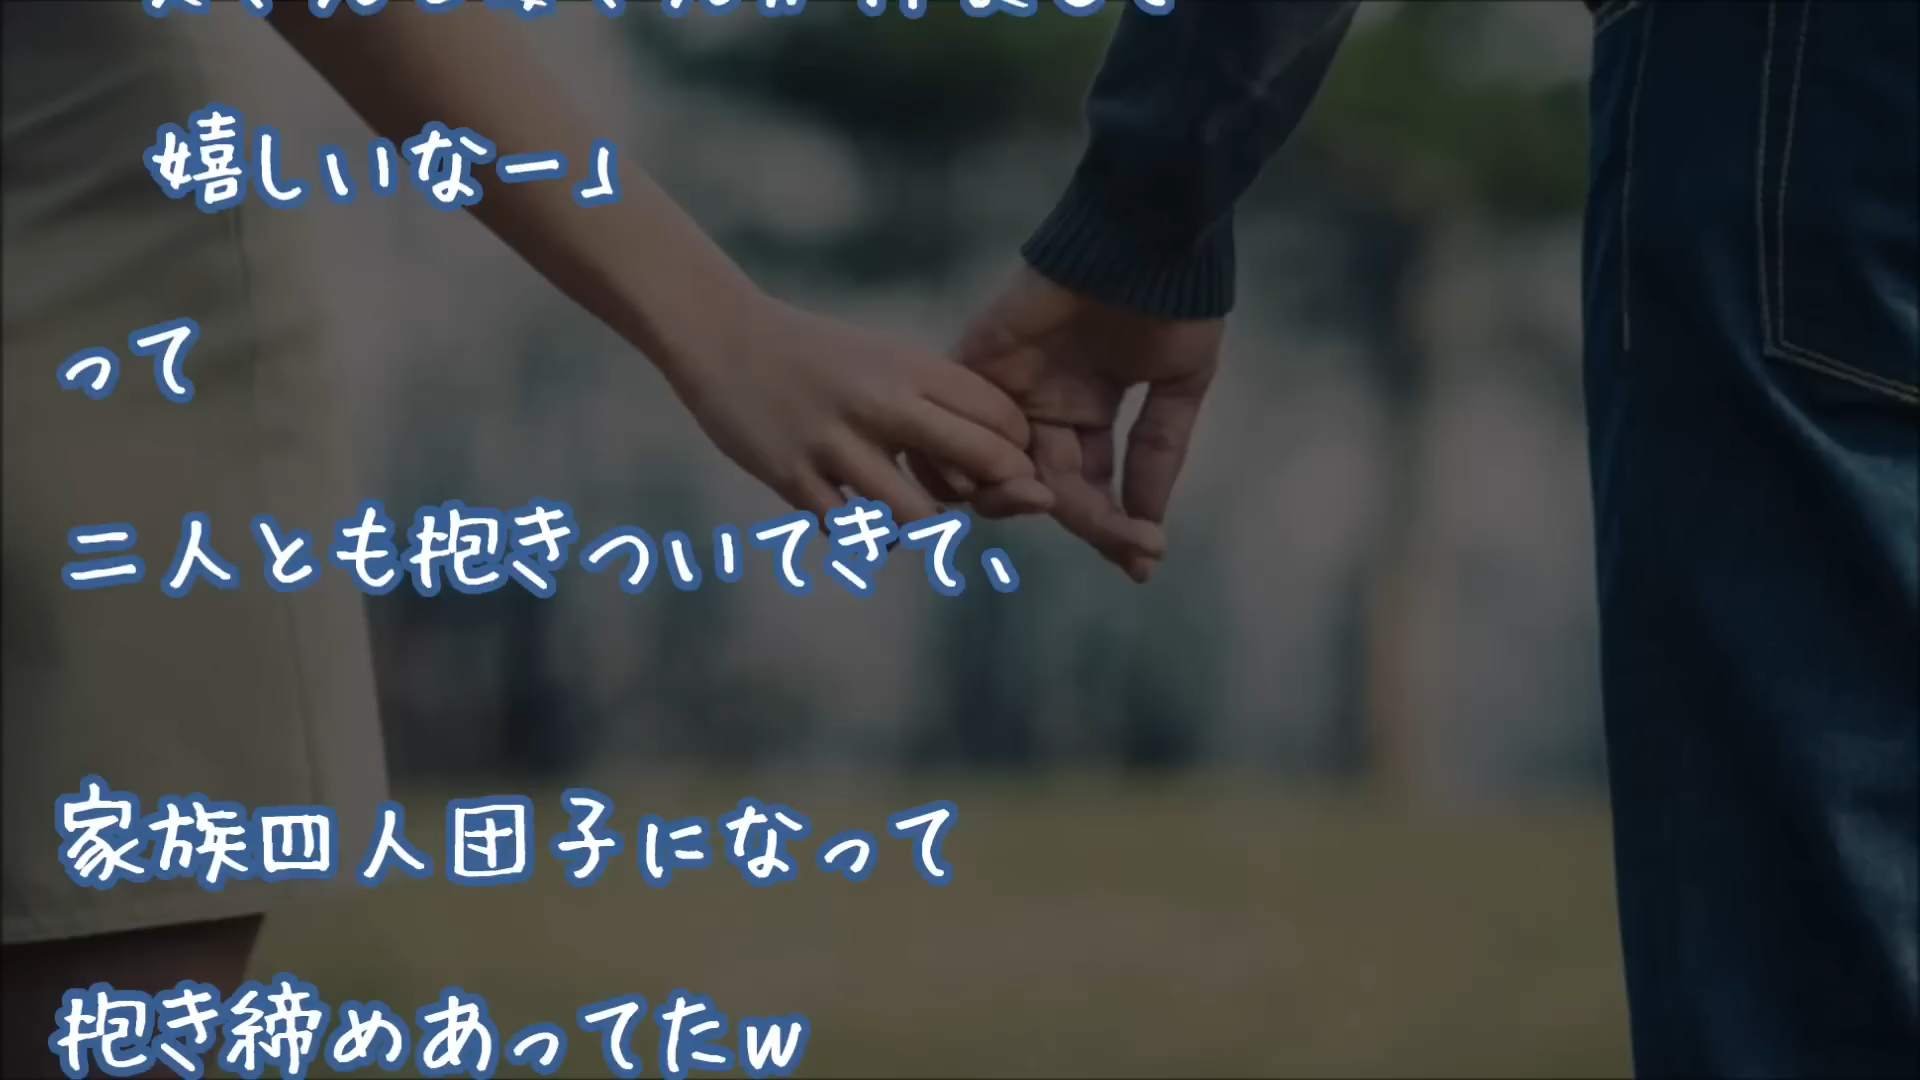 嬉しいなー」
って
二人とも抱きついてきて、
家族四人団子になって
抱き締めあってたw